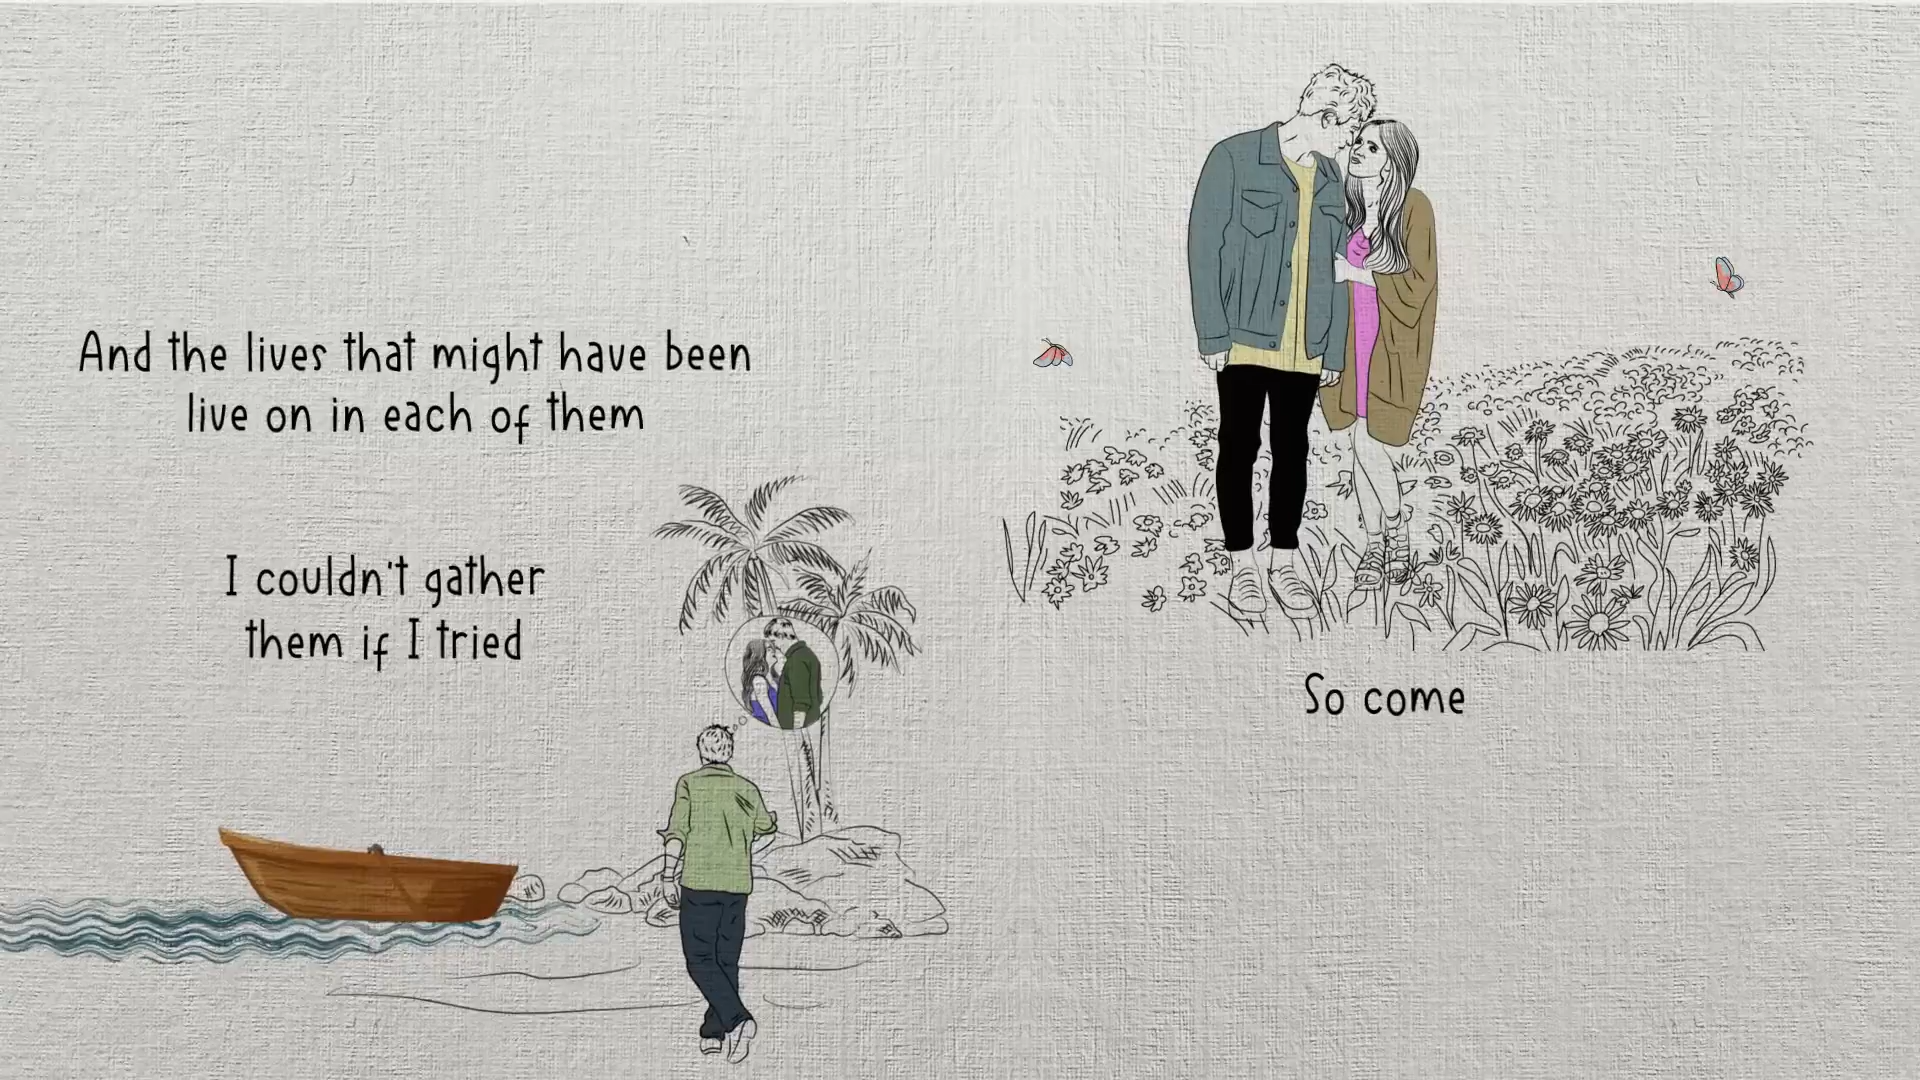 And the lives that might have been
live on in each of them
I couldn't gather
them if I tried
So come